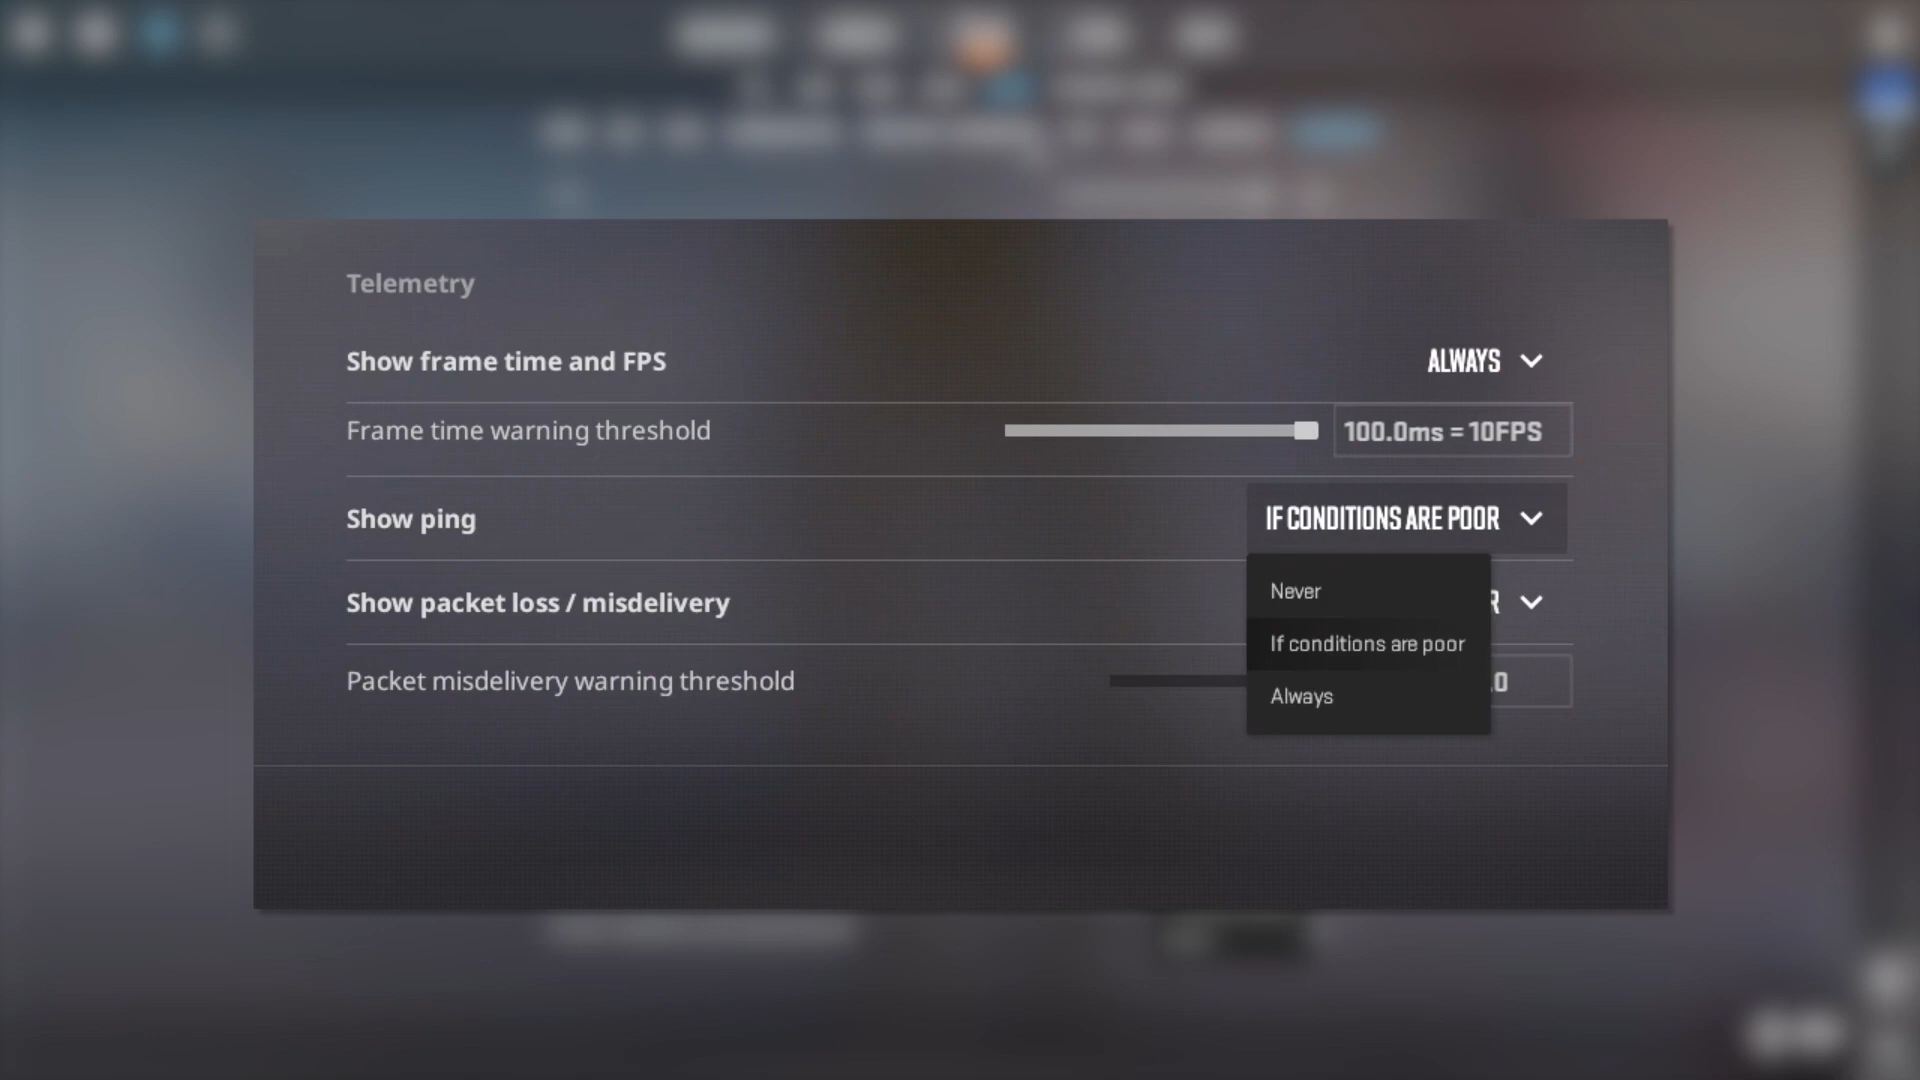 Telemetry
Show frame time and FPS
ALWAYS
Frame time warning threshold
100.0ms = 10FPS
Show ping
IF CONDITIONS ARE POOR
Never
Show packet loss / misdelivery
R
If conditions are poor
Packet misdelivery warning threshold
.0
Always